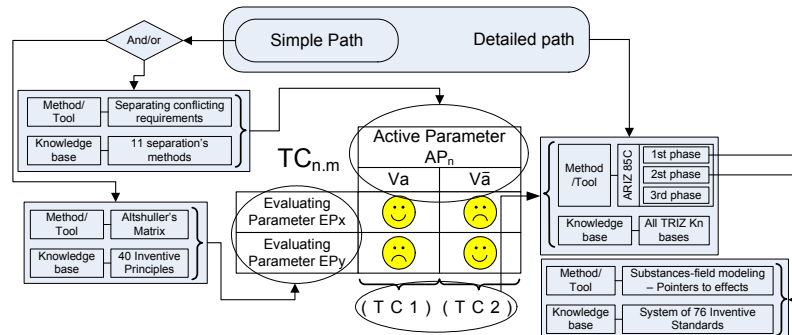 And/or
Simple Path
Detailed path
Method/
Tool
Separating conflicting
requirements
Knowledge
base
11 separation's
methods
TCn.m
Active Parameter
APn
Va
Vā
Evaluating
Parameter EPx
Evaluating
Parameter EPy
( T C 1 )
( T C 2 )
Method/
Tool
Altshuller's
Matrix
Knowledge
base
40 Inventive
Principles
Method
/Tool
ARIZ 85C
1st phase
2st phase
3rd phase
Knowledge
base
All TRIZ Kn
bases
Method/
Tool
Substances-field modeling
– Pointers to effects
Knowledge
base
System of 76 Inventive
Standards